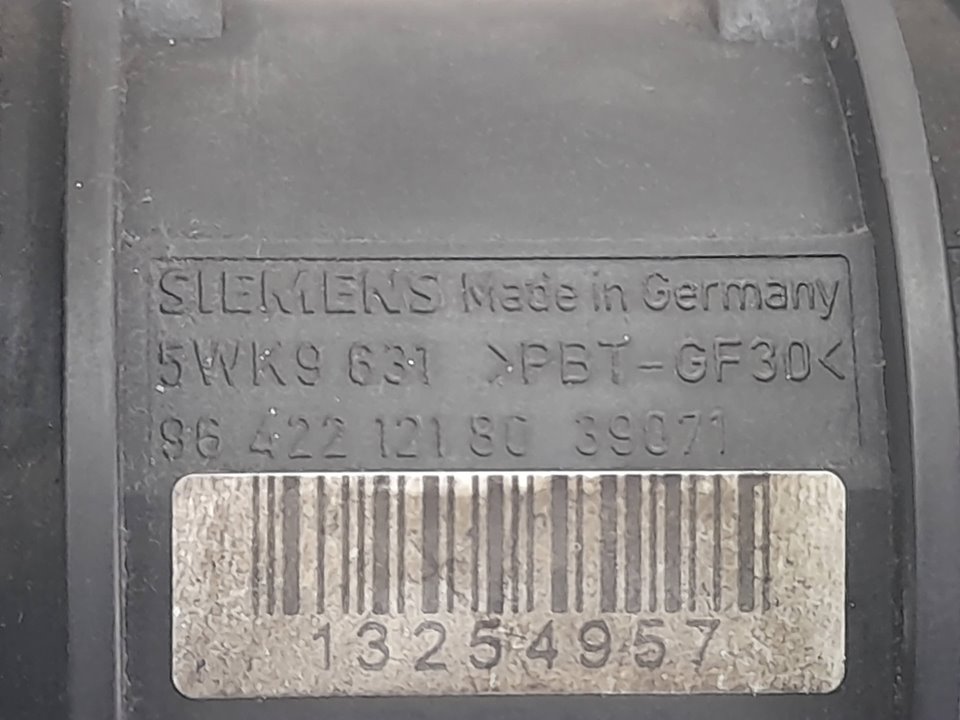 SIEMENS Made in Germany
5WK9 631 >PBT-GF30<
96 422 121 80 39071
13254957